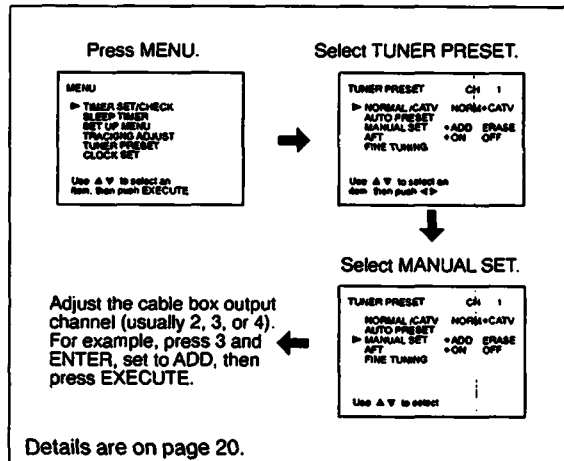 Press MENU.
MENU
▶ TIMER SET/CHECK
SLEEP TIMER
SET UP MENU
TRACKING ADJUST
TUNER PRESET
CLOCK SET
Use ▲ ▼ to select an
item, then push EXECUTE
Select TUNER PRESET.
TUNER PRESET CH 1
▶ NORMAL/CATV NORM•CATV
AUTO PRESET
MANUAL SET •ADD ERASE
AFT •ON OFF
FINE TUNING
Use ▲ ▼ to select an
item then push ◀ ▶
Select MANUAL SET.
TUNER PRESET CH 1
NORMAL/CATV NORM•CATV
AUTO PRESET
▶ MANUAL SET •ADD ERASE
AFT •ON OFF
FINE TUNING
Use ▲ ▼ to select
Adjust the cable box output
channel (usually 2, 3, or 4).
For example, press 3 and
ENTER, set to ADD, then
press EXECUTE.
Details are on page 20.